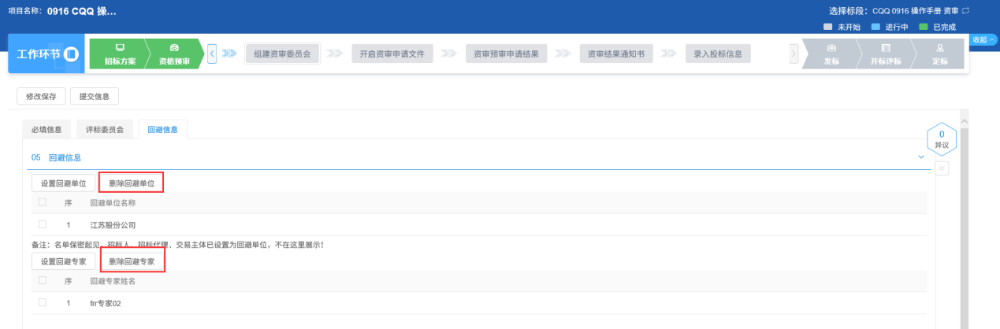 项目名称：0916 CQQ 操...
选择标段：CQQ 0916 操作手册 资审
未开始 进行中 已完成
收起
工作环节
招标方案
资格预审
组建资审委员会
开启资审申请文件
资审预审申请结果
资审结果通知书
录入投标信息
发标
开标评标
定标
修改保存 提交信息
必填信息 评标委员会 回避信息
0
异议
05 回避信息
设置回避单位 删除回避单位
序 回避单位名称
1 江苏股份公司
备注：名单保密起见，招标人、招标代理、交易主体已设置为回避单位，不在这里展示！
设置回避专家 删除回避专家
序 回避专家姓名
1 frr专家02